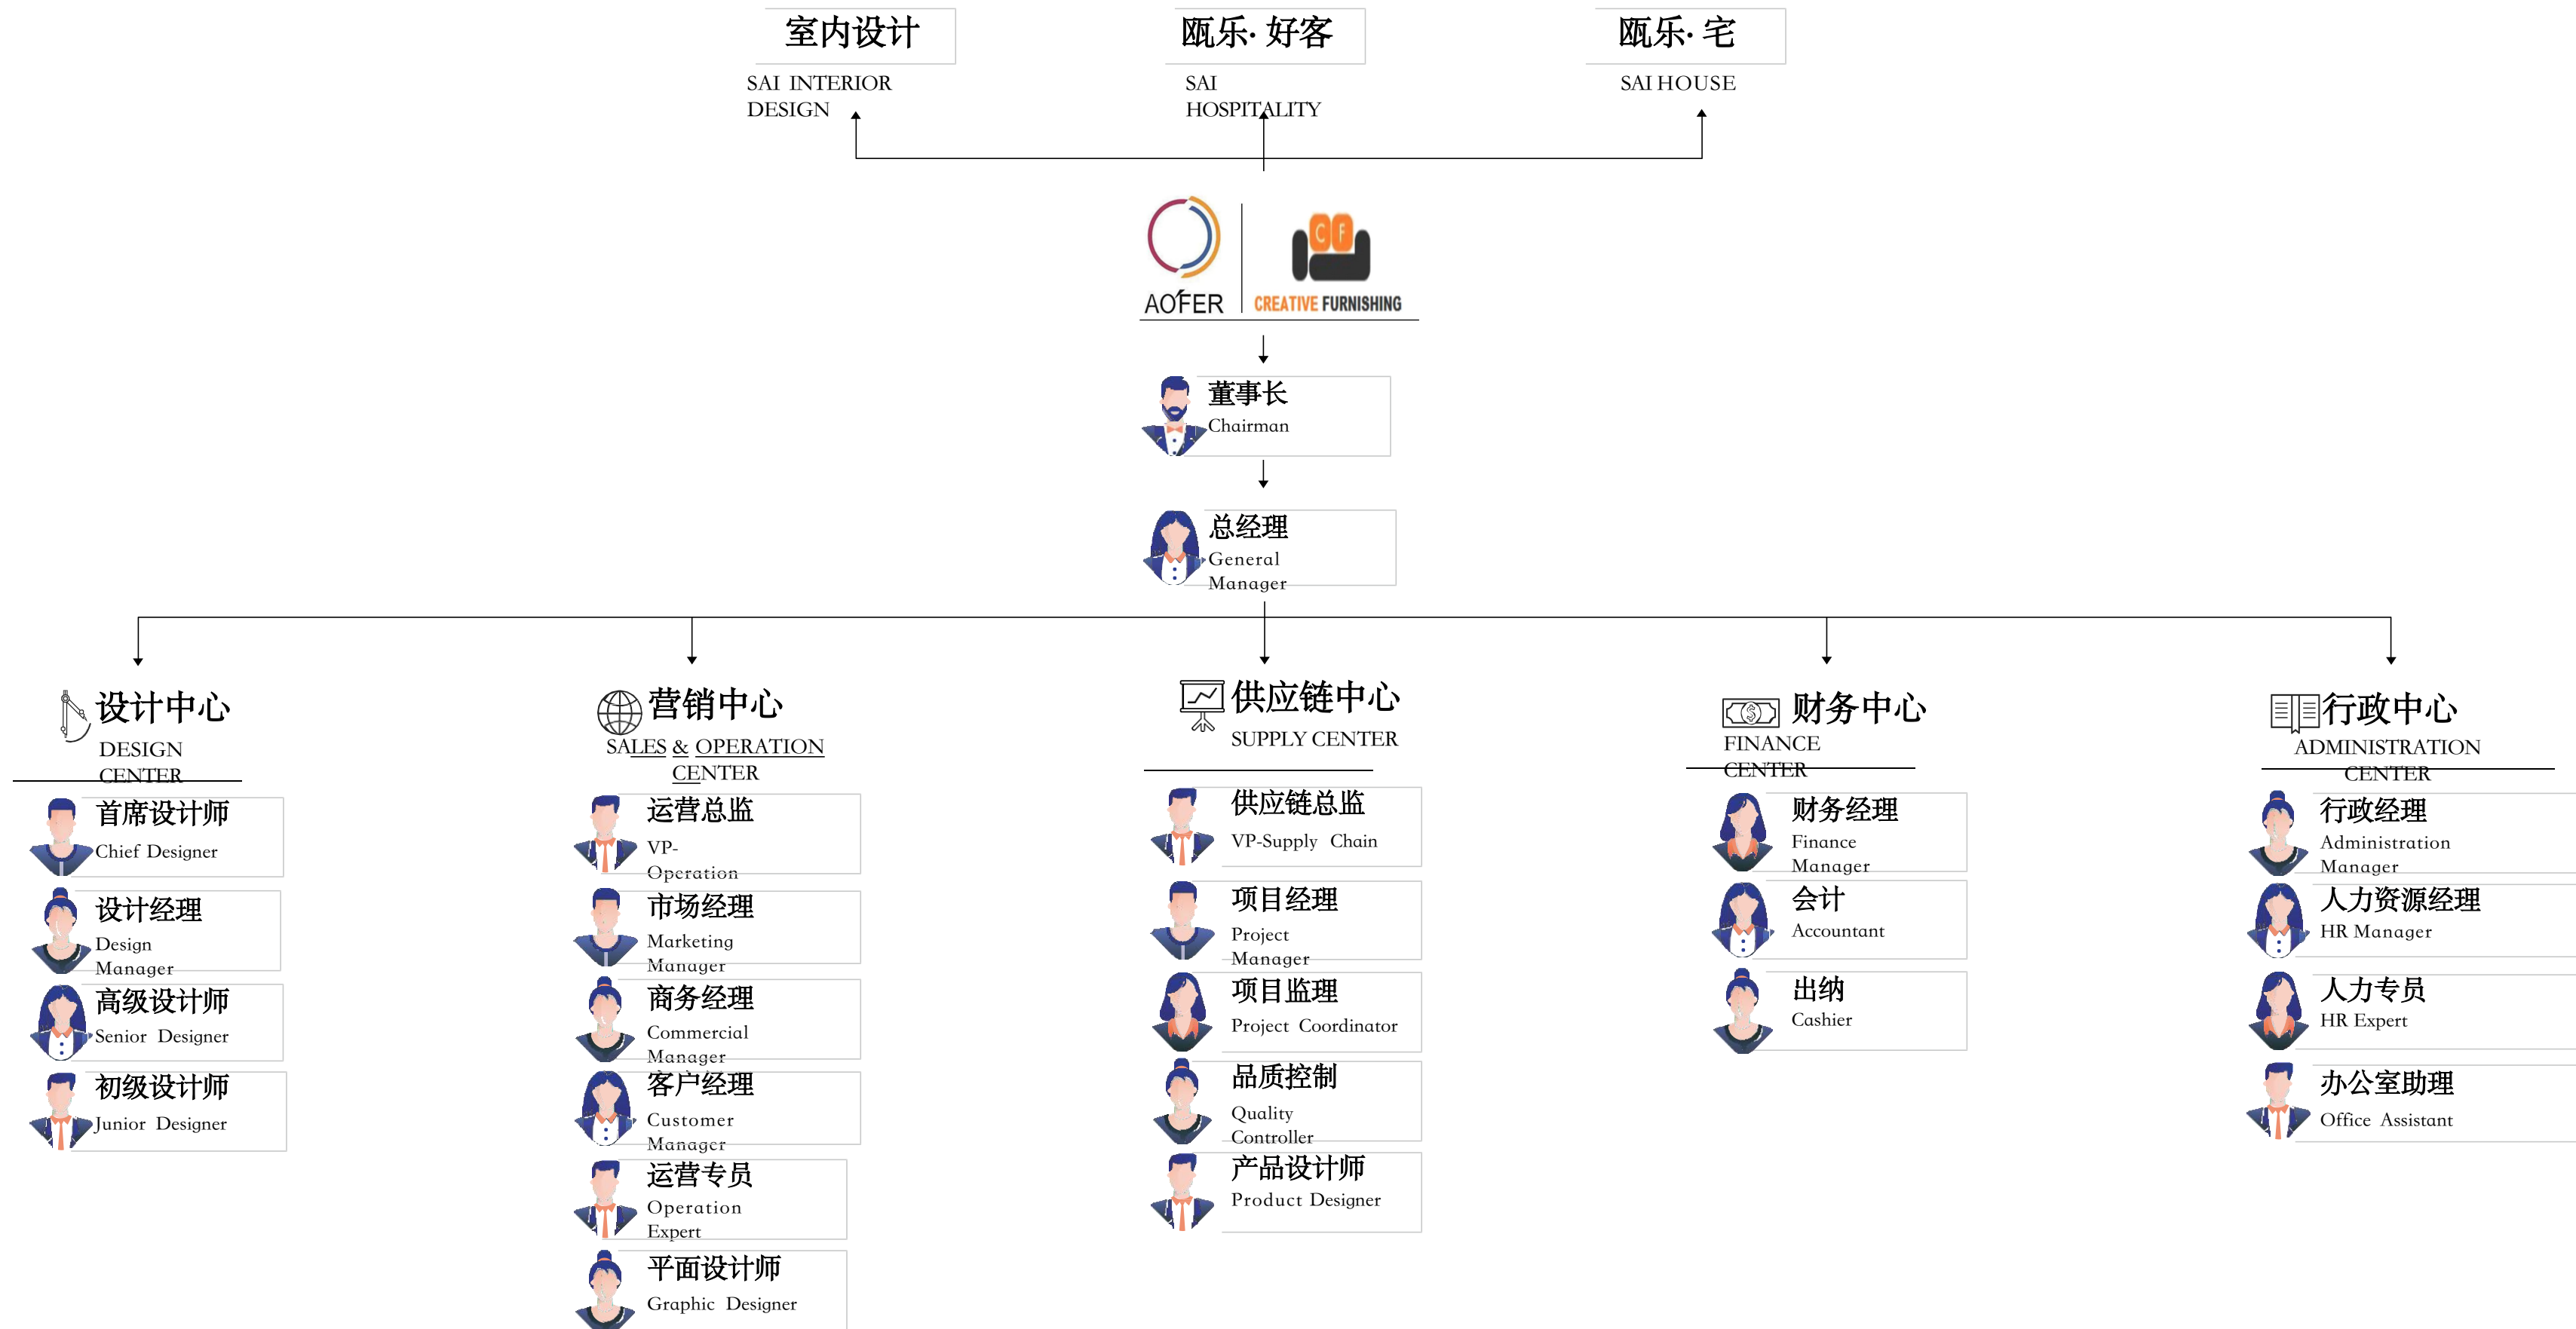 室内设计
SAI INTERIOR
DESIGN
瓯乐· 好客
SAI
HOSPITALITY
瓯乐· 宅
SAI HOUSE
AO'FER
CF
CREATIVE FURNISHING
董事长
Chairman
总经理
General
Manager
设计中心
DESIGN
CENTER
首席设计师
Chief Designer
设计经理
Design
Manager
高级设计师
Senior Designer
初级设计师
Junior Designer
营销中心
SALES & OPERATION
CENTER
运营总监
VP-
Operation
市场经理
Marketing
Manager
商务经理
Commercial
Manager
客户经理
Customer
Manager
运营专员
Operation
Expert
平面设计师
Graphic Designer
供应链中心
SUPPLY CENTER
供应链总监
VP-Supply Chain
项目经理
Project
Manager
项目监理
Project Coordinator
品质控制
Quality
Controller
产品设计师
Product Designer
财务中心
FINANCE
CENTER
财务经理
Finance
Manager
会计
Accountant
出纳
Cashier
行政中心
ADMINISTRATION
CENTER
行政经理
Administration
Manager
人力资源经理
HR Manager
人力专员
HR Expert
办公室助理
Office Assistant